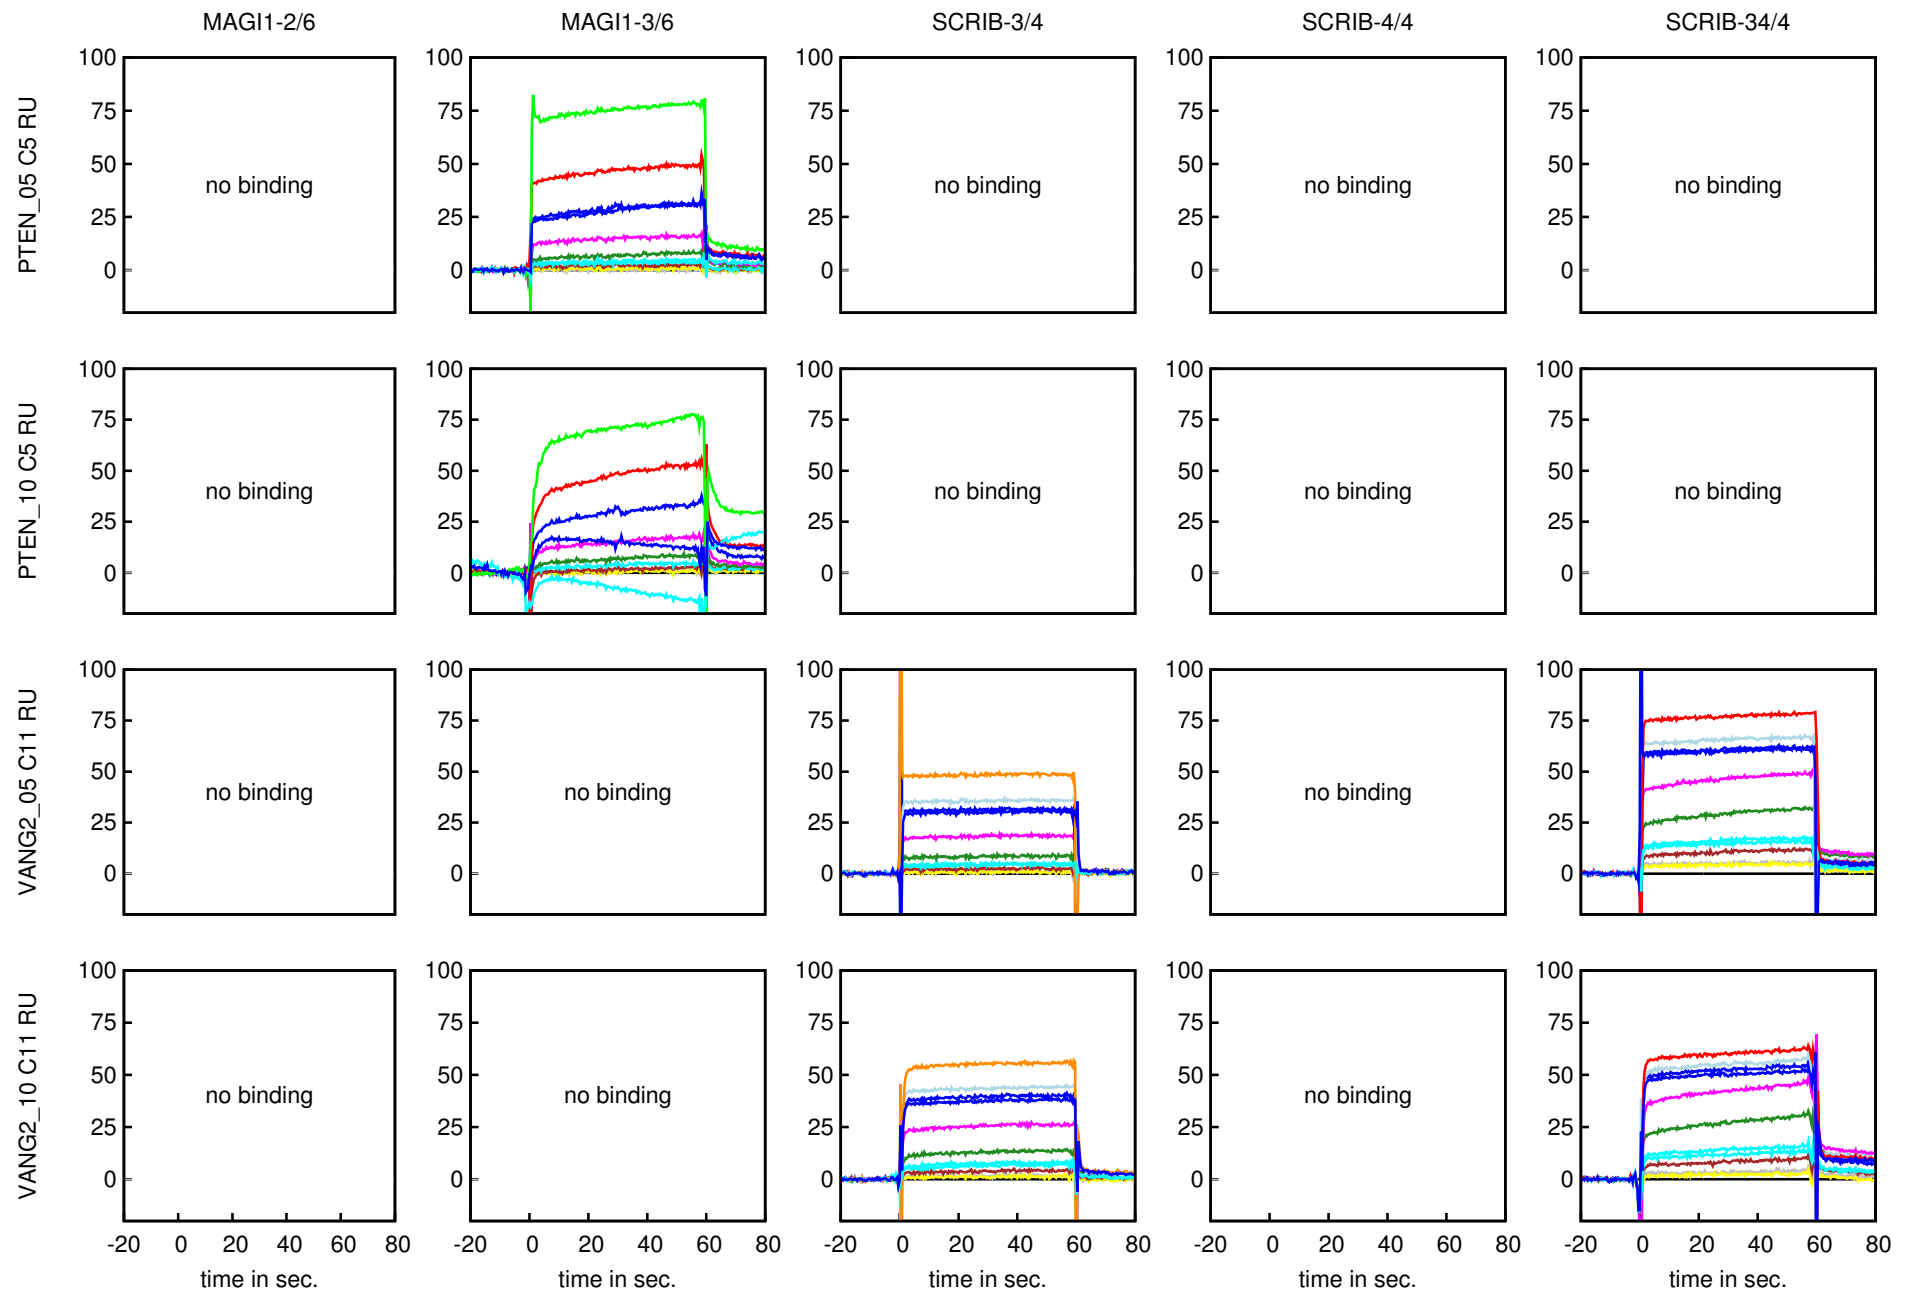 MAGI1-2/6 MAGI1-3/6 SCRIB-3/4 SCRIB-4/4 SCRIB-34/4
PTEN_05 C5 RU
100 100 100 100 100
75 75 75 75 75
50 50 50 50 50
no binding no binding no binding no binding
25 25 25 25 25
0 0 0 0 0
PTEN_10 C5 RU
100 100 100 100 100
75 75 75 75 75
50 50 50 50 50
no binding no binding no binding no binding
25 25 25 25 25
0 0 0 0 0
VANG2_05 C11 RU
100 100 100 100 100
75 75 75 75 75
50 50 50 50 50
no binding no binding no binding
25 25 25 25 25
0 0 0 0 0
VANG2_10 C11 RU
100 100 100 100 100
75 75 75 75 75
50 50 50 50 50
no binding no binding no binding
25 25 25 25 25
0 0 0 0 0
-20 0 20 40 60 80 -20 0 20 40 60 80 -20 0 20 40 60 80 -20 0 20 40 60 80 -20 0 20 40 60 80
time in sec. time in sec. time in sec. time in sec. time in sec.